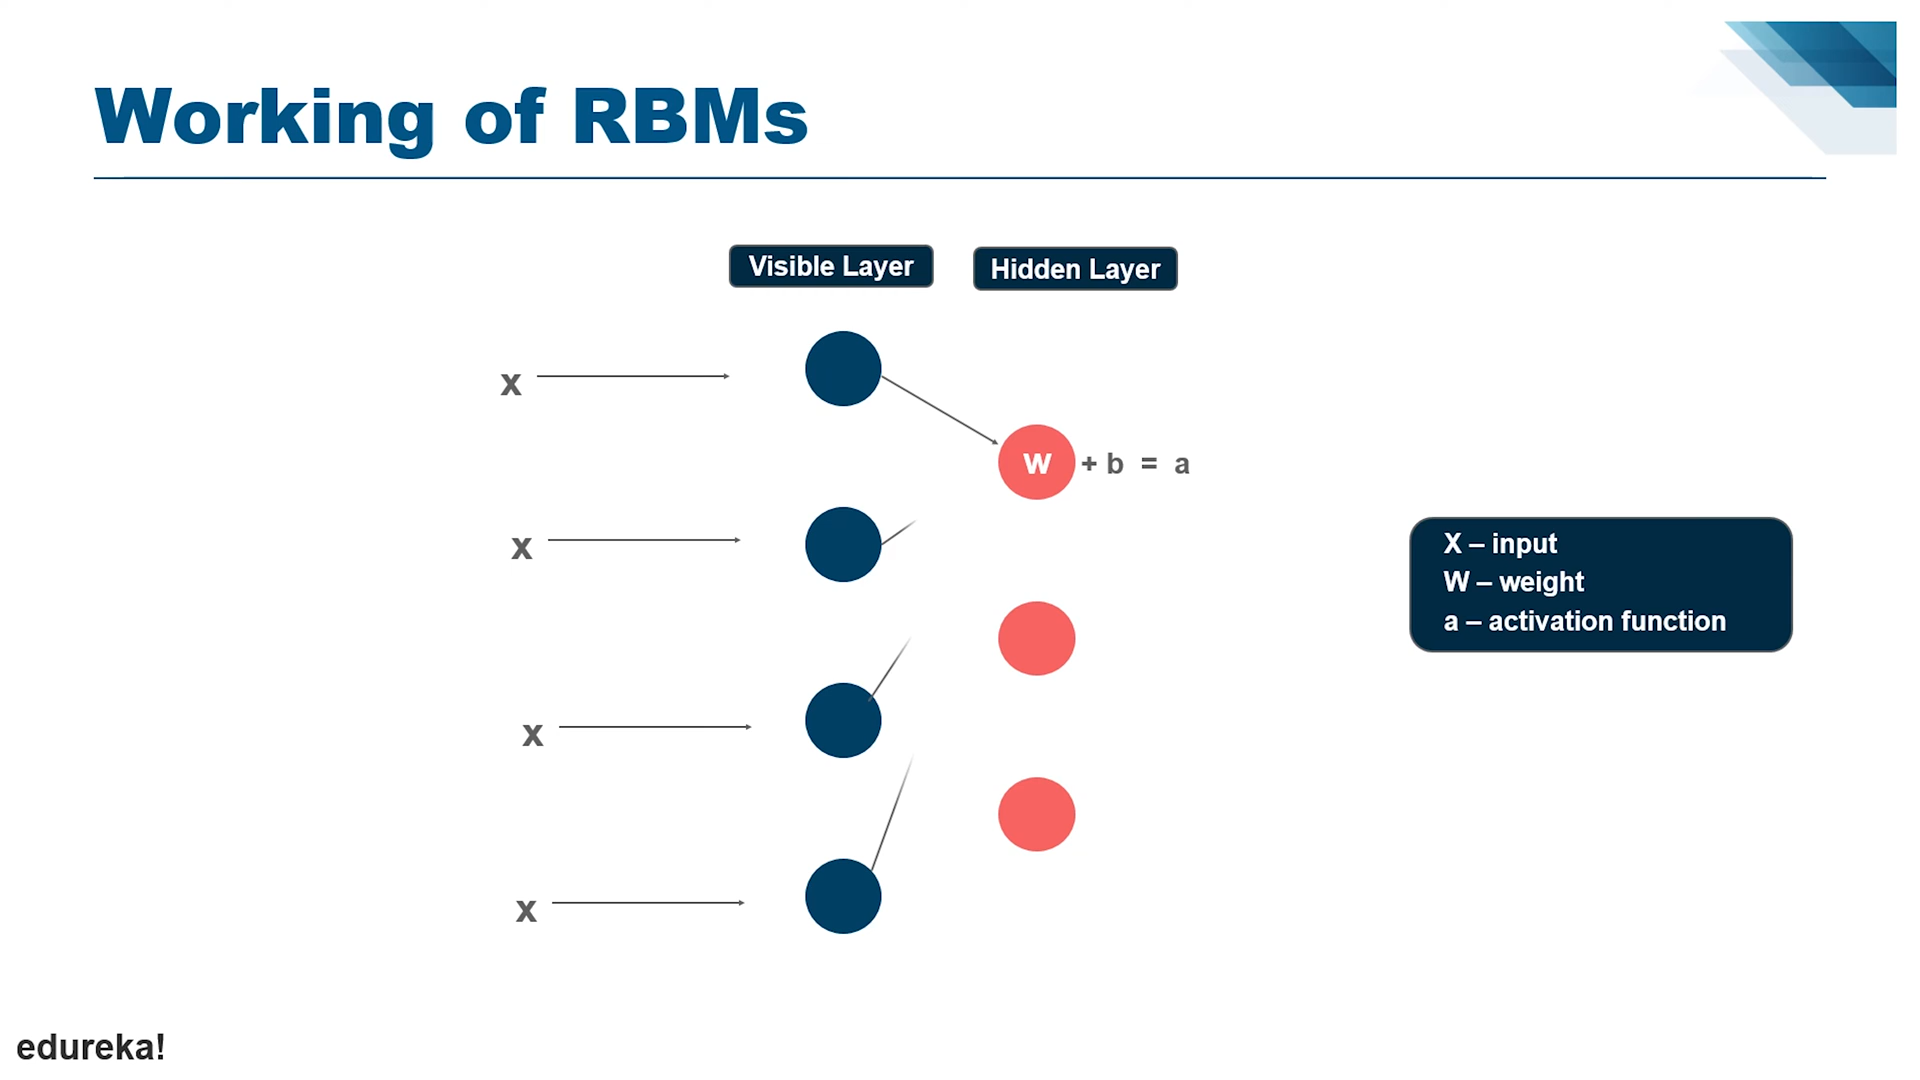 Working of RBMs
Visible Layer
Hidden Layer
x
w + b = a
x
X – input
W – weight
a – activation function
x
x
edureka!